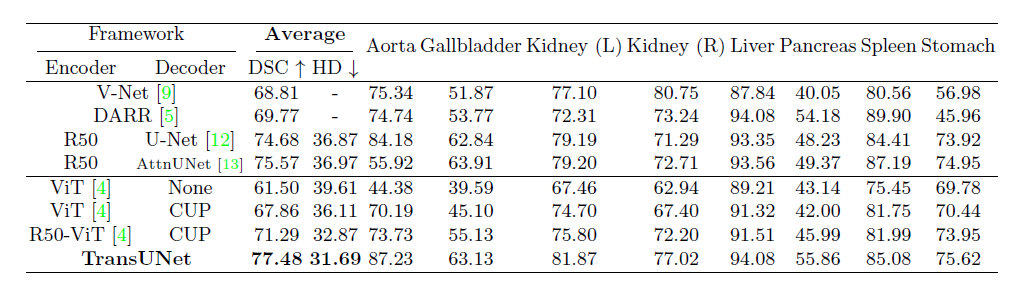 Framework Average Aorta Gallbladder Kidney (L) Kidney (R) Liver Pancreas Spleen Stomach
Encoder Decoder DSC ↑ HD ↓
V-Net [9] 68.81 - 75.34 51.87 77.10 80.75 87.84 40.05 80.56 56.98
DARR [5] 69.77 - 74.74 53.77 72.31 73.24 94.08 54.18 89.90 45.96
R50 U-Net [12] 74.68 36.87 84.18 62.84 79.19 71.29 93.35 48.23 84.41 73.92
R50 AttnUNet [13] 75.57 36.97 55.92 63.91 79.20 72.71 93.56 49.37 87.19 74.95
ViT [4] None 61.50 39.61 44.38 39.59 67.46 62.94 89.21 43.14 75.45 69.78
ViT [4] CUP 67.86 36.11 70.19 45.10 74.70 67.40 91.32 42.00 81.75 70.44
R50-ViT [4] CUP 71.29 32.87 73.73 55.13 75.80 72.20 91.51 45.99 81.99 73.95
TransUNet 77.48 31.69 87.23 63.13 81.87 77.02 94.08 55.86 85.08 75.62